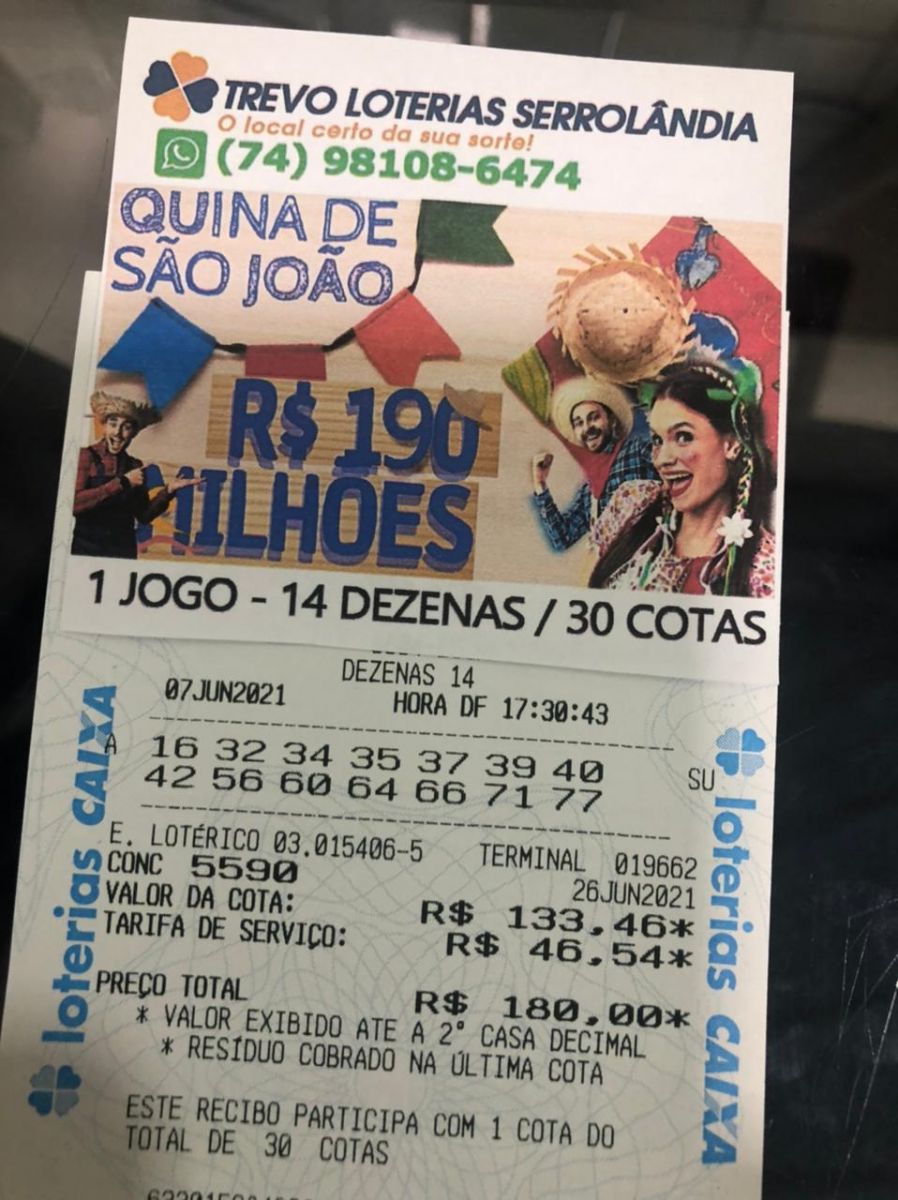 TREVO LOTERIAS SERROLÂNDIA
O local certo da sua sorte!
(74) 98108-6474
QUINA DE
SÃO JOÃO
R$ 190
MILHÕES
1 JOGO - 14 DEZENAS / 30 COTAS
DEZENAS 14
07JUN2021 HORA DF 17:30:43
A 16 32 34 35 37 39 40 SU
42 56 60 64 66 71 77
E. LOTÉRICO 03.015406-5 TERMINAL 019662
CONC 5590 26JUN2021
VALOR DA COTA: R$ 133,46*
TARIFA DE SERVIÇO: R$ 46,54*
PREÇO TOTAL R$ 180,00*
* VALOR EXIBIDO ATE A 2ª CASA DECIMAL
* RESÍDUO COBRADO NA ÚLTIMA COTA
ESTE RECIBO PARTICIPA COM 1 COTA DO
TOTAL DE 30 COTAS
loterias CAIXA
loterias CAIXA